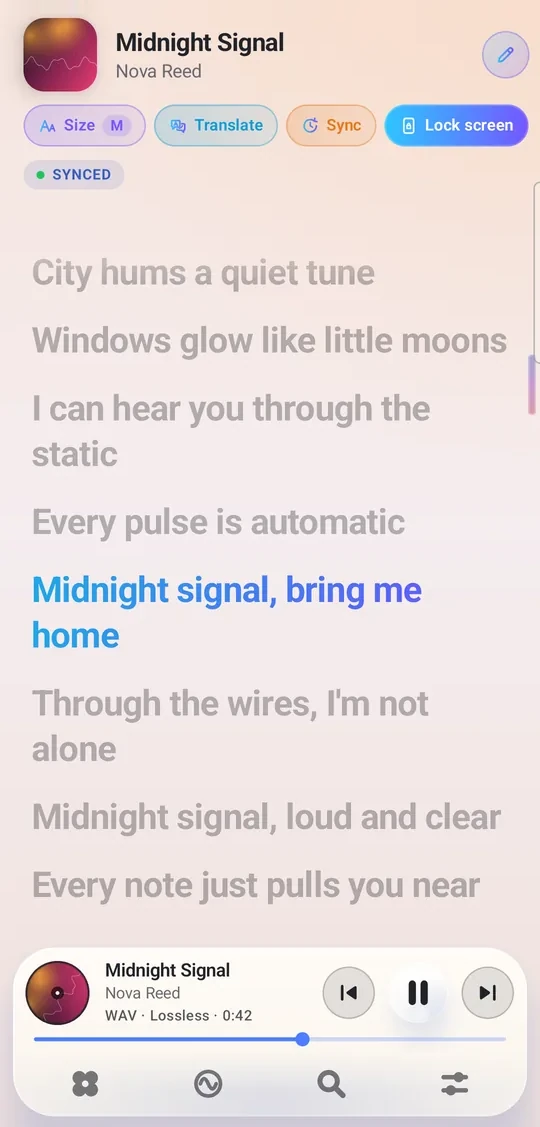 Midnight Signal
Nova Reed
Size M
Translate
Sync
Lock screen
SYNCED
City hums a quiet tune
Windows glow like little moons
I can hear you through the
static
Every pulse is automatic
Midnight signal, bring me
home
Through the wires, I'm not
alone
Midnight signal, loud and clear
Every note just pulls you near
Midnight Signal
Nova Reed
WAV · Lossless · 0:42